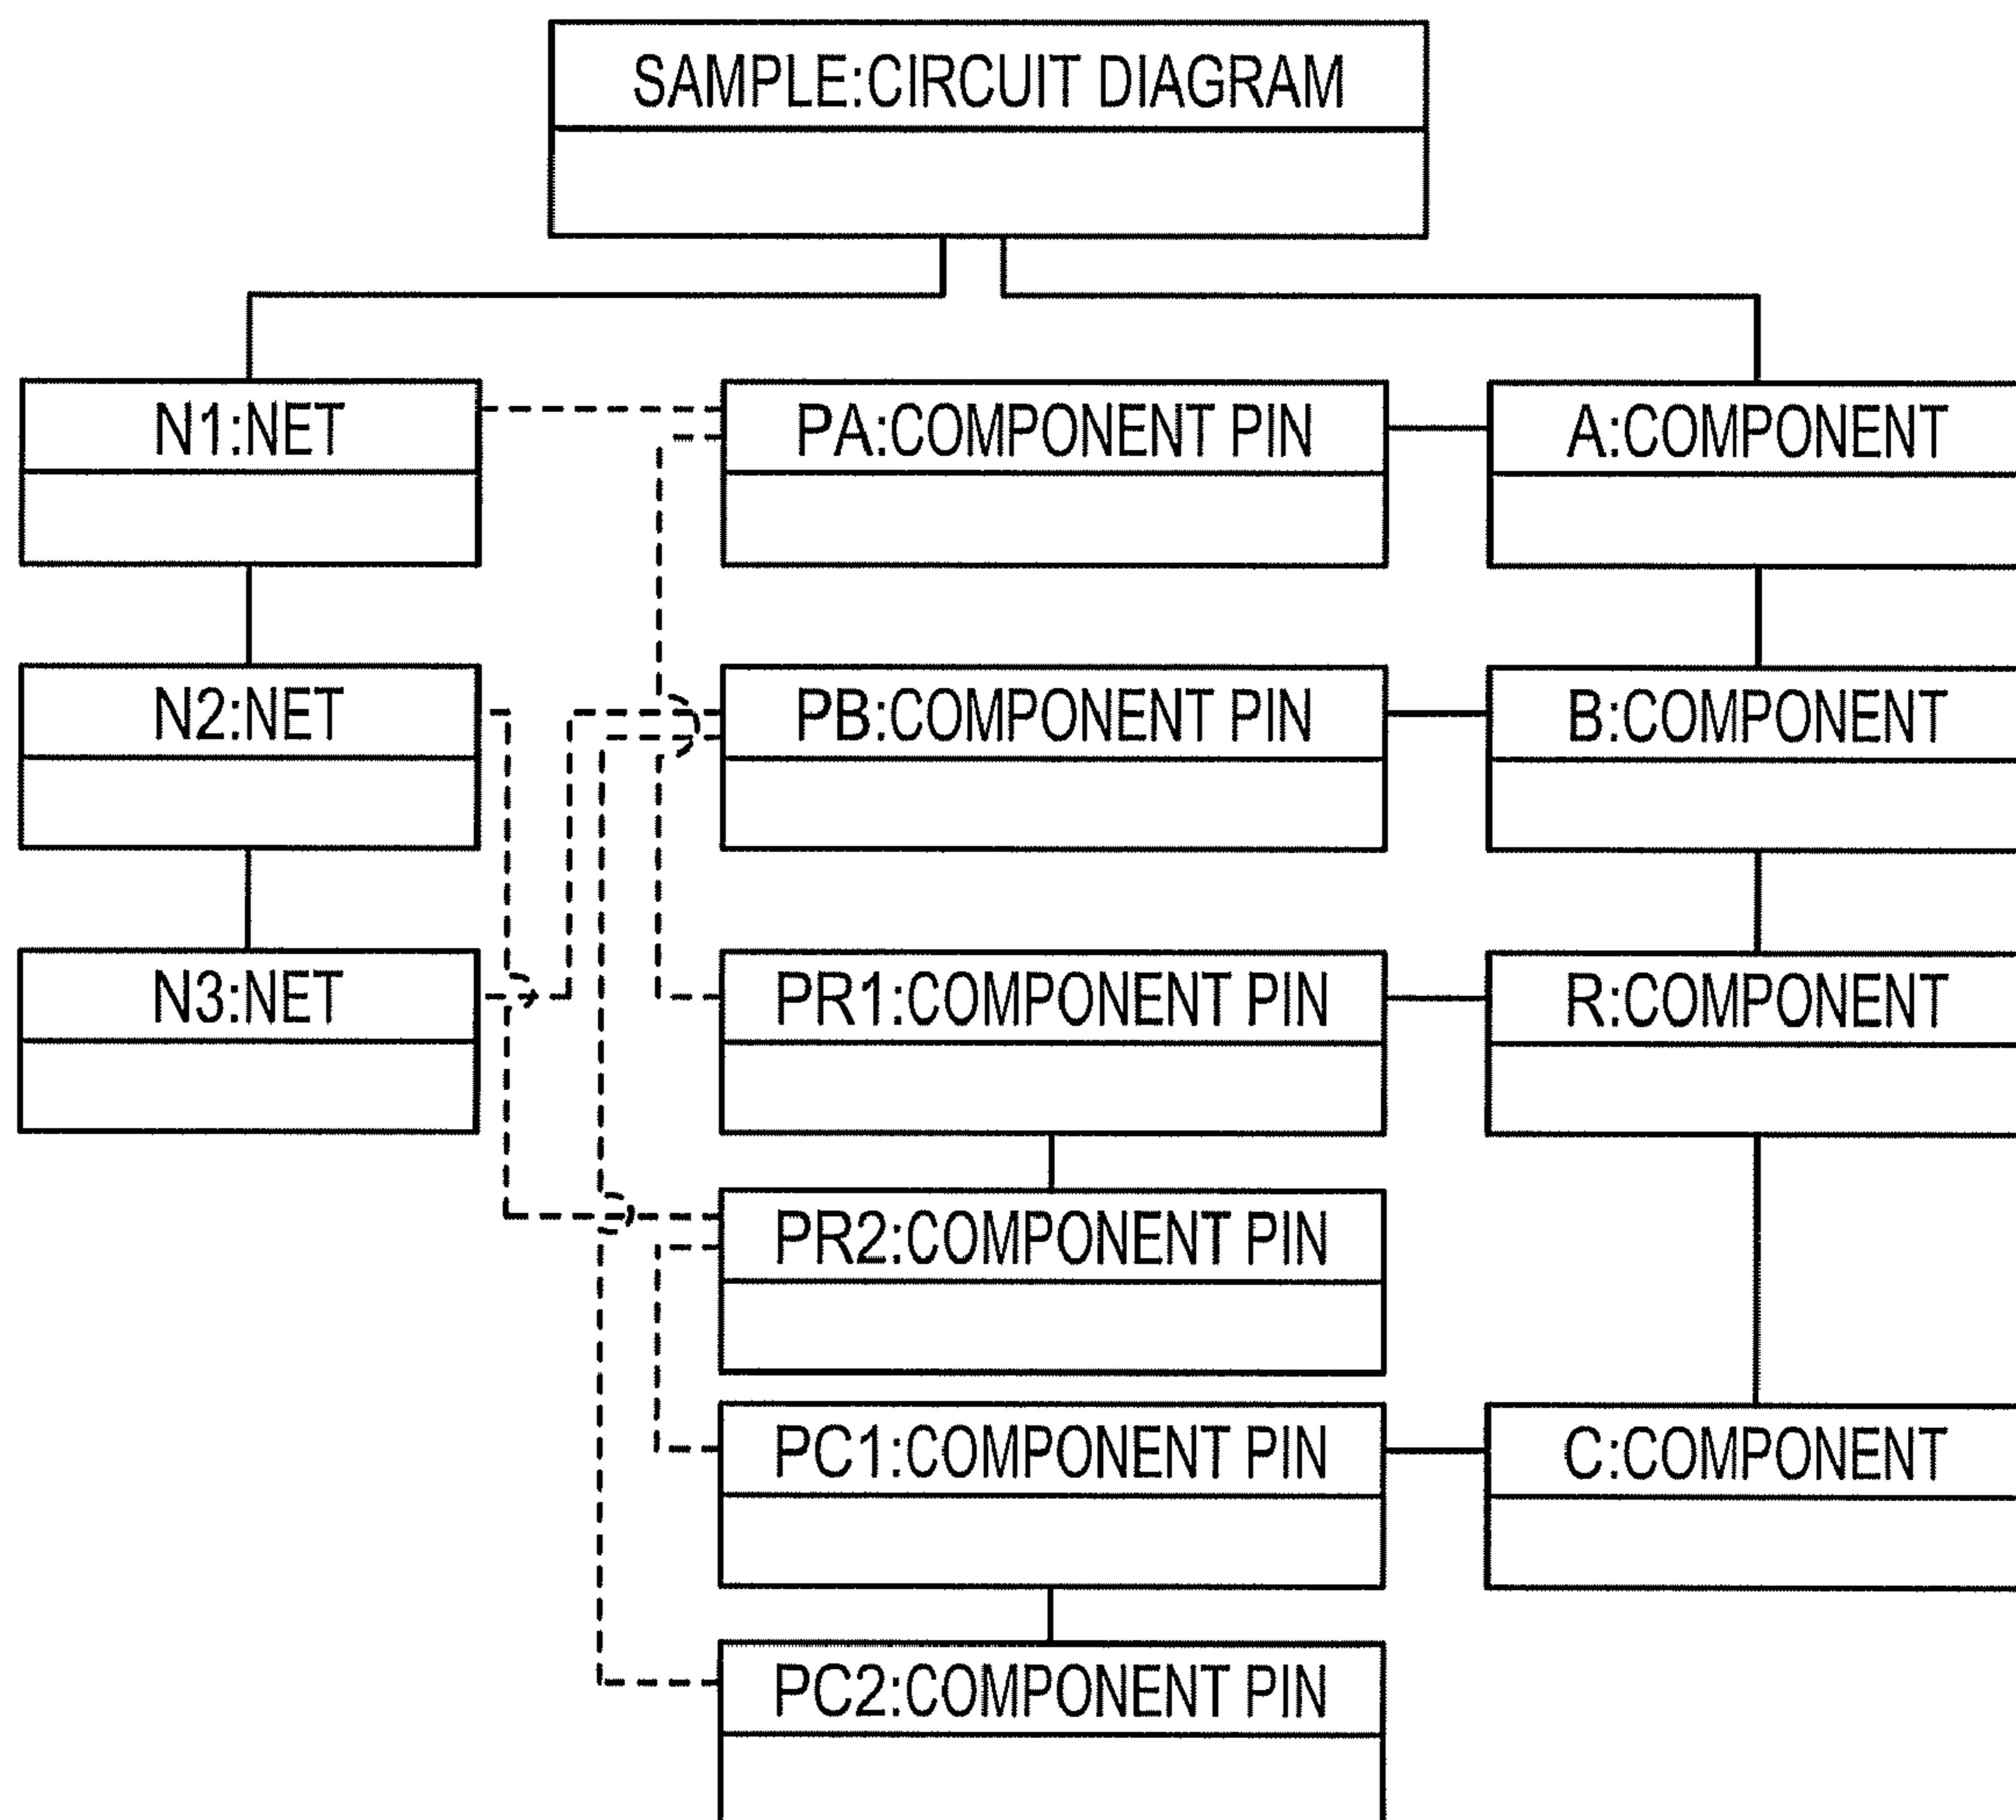 SAMPLE:CIRCUIT DIAGRAM
N1:NET
PA:COMPONENT PIN
A:COMPONENT
N2:NET
PB:COMPONENT PIN
B:COMPONENT
N3:NET
PR1:COMPONENT PIN
R:COMPONENT
PR2:COMPONENT PIN
PC1:COMPONENT PIN
C:COMPONENT
PC2:COMPONENT PIN